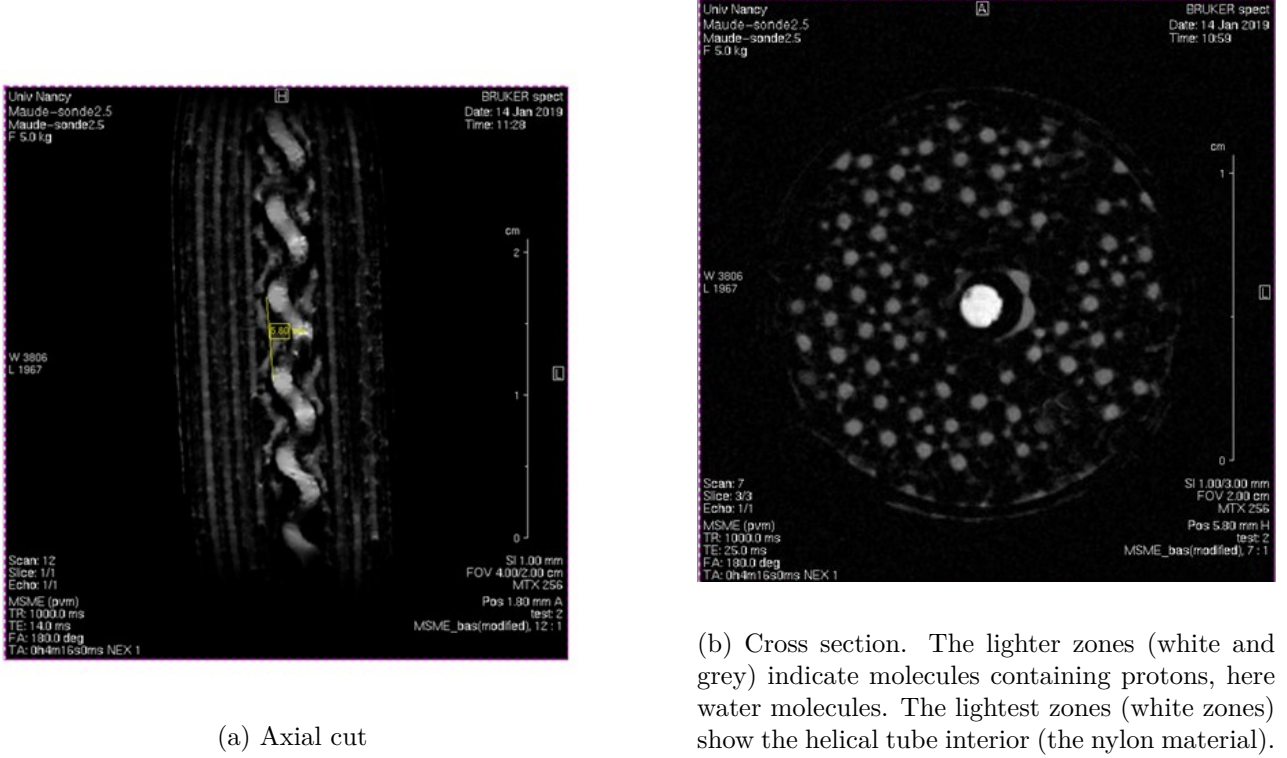 Univ Nancy
Maude-sonde2.5
Maude-sonde2.5
F 5.0 kg
H
BRUKER spect
Date: 14 Jan 2019
Time: 11:28
cm
2
1
0
5.80
W 3806
L 1967
L
Scan: 12
Slice: 1/1
Echo: 1/1
MSME (pvm)
TR: 1000.0 ms
TE: 14.0 ms
FA: 180.0 deg
TA: 0h4m16s0ms NEX 1
SI 1.00 mm
FOV 4.00/2.00 cm
MTX 256
Pos 1.80 mm A
test: 2
MSME_bas(modified), 12 : 1
(a) Axial cut
Univ Nancy
Maude-sonde2.5
Maude-sonde2.5
F 5.0 kg
A
BRUKER spect
Date: 14 Jan 2019
Time: 10:59
cm
1
0
W 3806
L 1967
L
Scan: 7
Slice: 3/3
Echo: 1/1
MSME (pvm)
TR: 1000.0 ms
TE: 25.0 ms
FA: 180.0 deg
TA: 0h4m16s0ms NEX 1
SI 1.00/3.00 mm
FOV 2.00 cm
MTX 256
Pos 5.80 mm H
test: 2
MSME_bas(modified), 7 : 1
(b) Cross section. The lighter zones (white and
grey) indicate molecules containing protons, here
water molecules. The lightest zones (white zones)
show the helical tube interior (the nylon material).